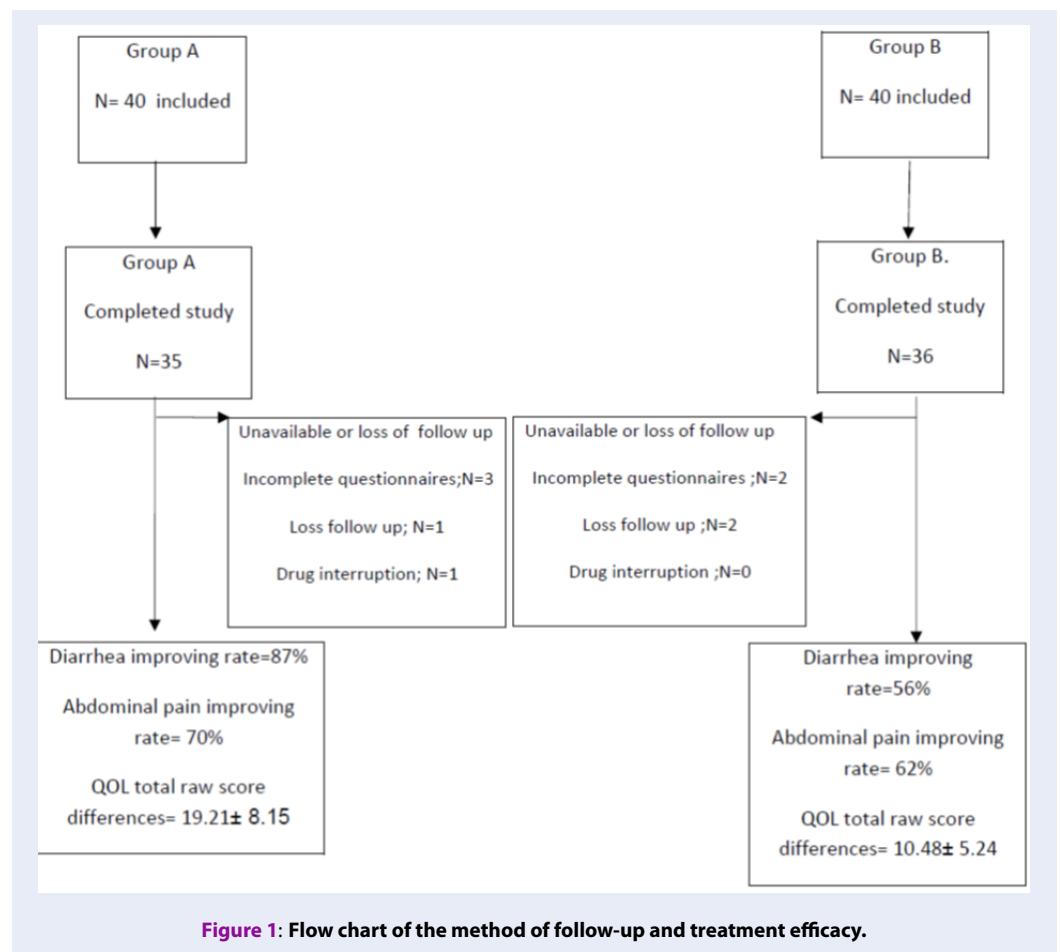 Group A
N= 40 included
Group B
N= 40 included
Group A
Completed study
N=35
Group B.
Completed study
N=36
Unavailable or loss of follow up
Incomplete questionnaires;N=3
Loss follow up; N=1
Drug interruption; N=1
Unavailable or loss of follow up
Incomplete questionnaires ;N=2
Loss follow up ;N=2
Drug interruption ;N=0
Diarrhea improving rate=87%
Abdominal pain improving
rate= 70%
QOL total raw score
differences= 19.21± 8.15
Diarrhea improving
rate=56%
Abdominal pain improving
rate= 62%
QOL total raw score
differences= 10.48± 5.24
Figure 1: Flow chart of the method of follow-up and treatment efficacy.